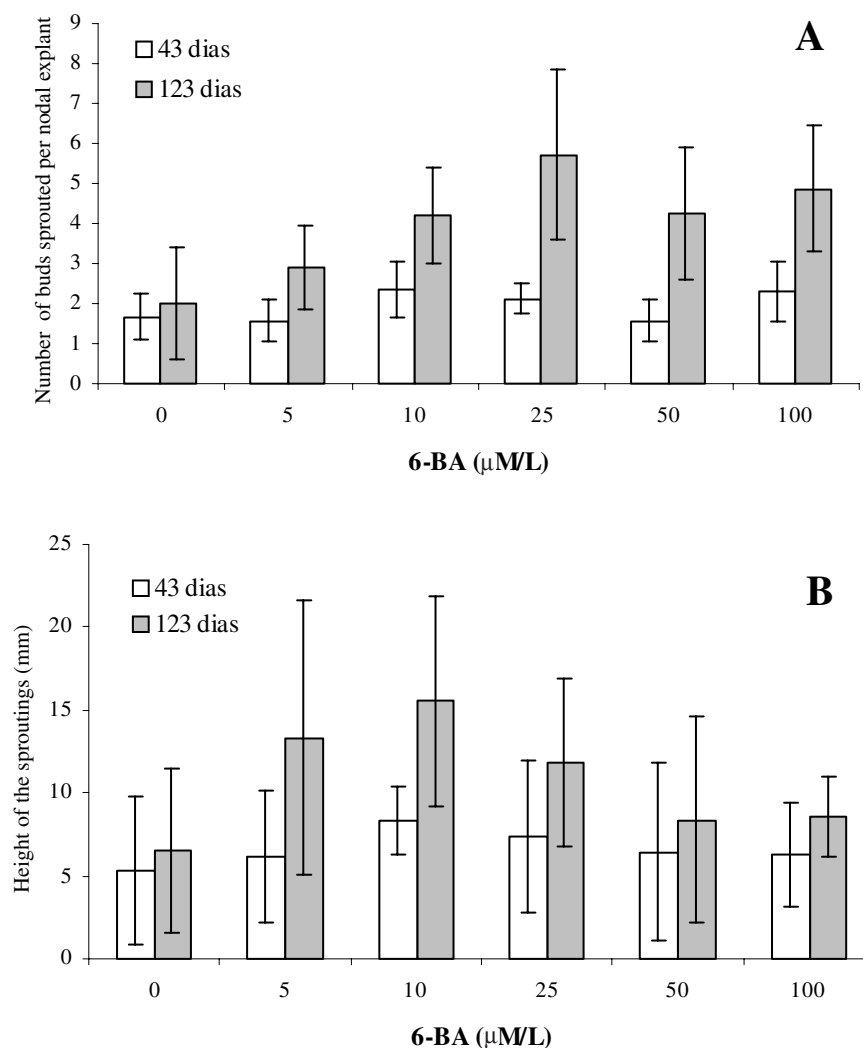 A
43 dias
123 dias
Number of buds sprouted per nodal explant
9
8
7
6
5
4
3
2
1
0
0 5 10 25 50 100
6-BA (μM/L)
B
43 dias
123 dias
Height of the sproutings (mm)
25
20
15
10
5
0
0 5 10 25 50 100
6-BA (μM/L)